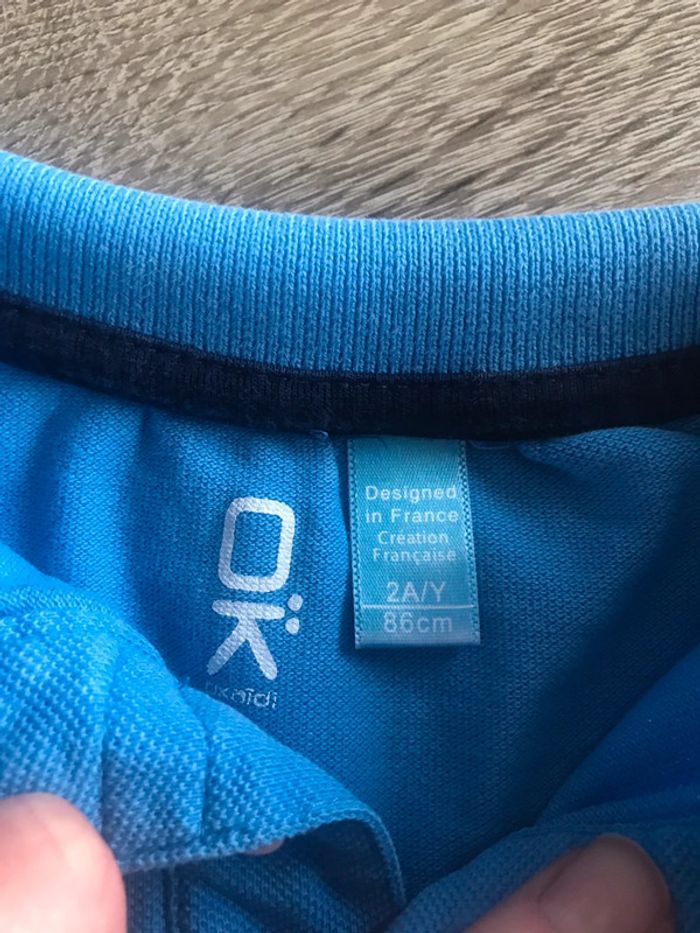 OK
okaïdi
Designed
in France
Création
Française
2A/Y
86cm